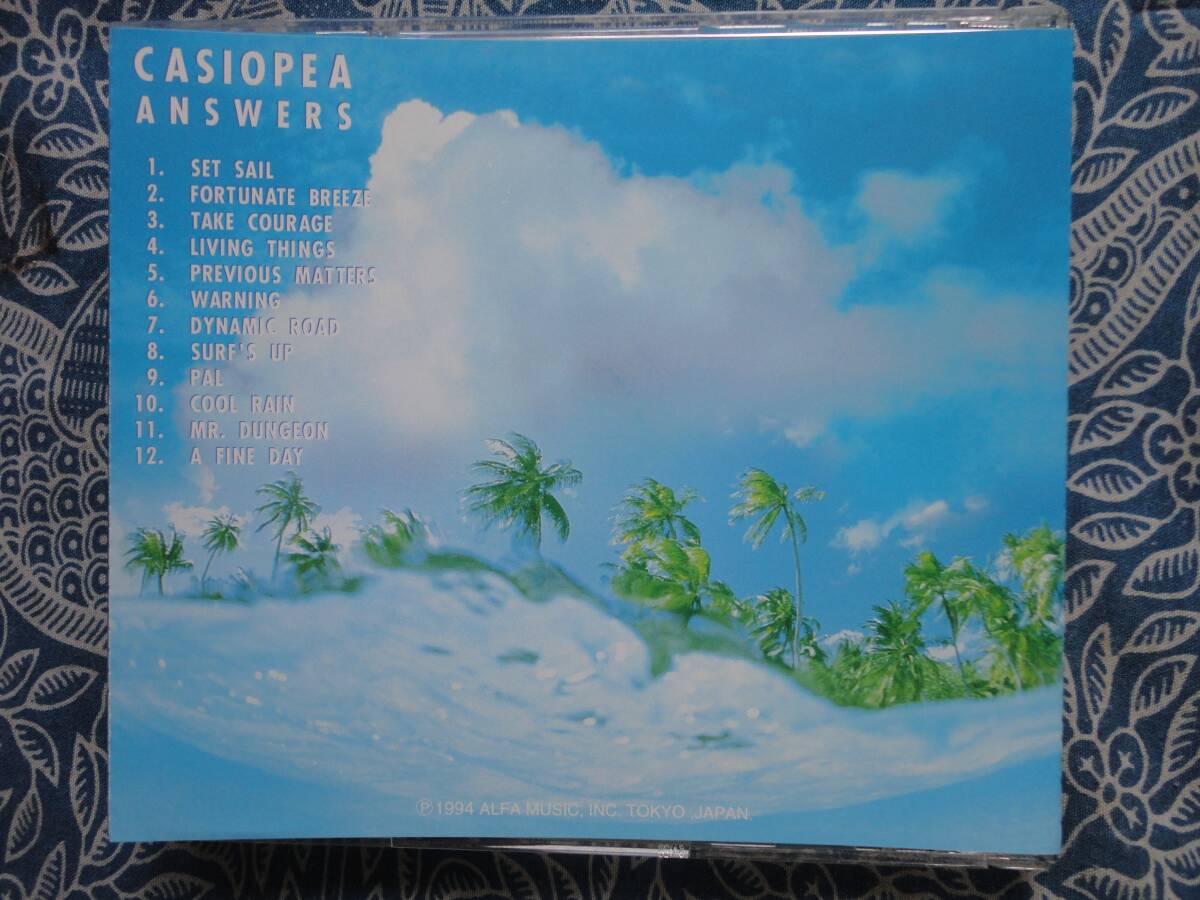 CASIOPEA
ANSWERS
1. SET SAIL
2. FORTUNATE BREEZE
3. TAKE COURAGE
4. LIVING THINGS
5. PREVIOUS MATTERS
6. WARNING
7. DYNAMIC ROAD
8. SURF'S UP
9. PAL
10. COOL RAIN
11. MR. DUNGEON
12. A FINE DAY
Ⓟ1994 ALFA MUSIC, INC. TOKYO ,JAPAN.